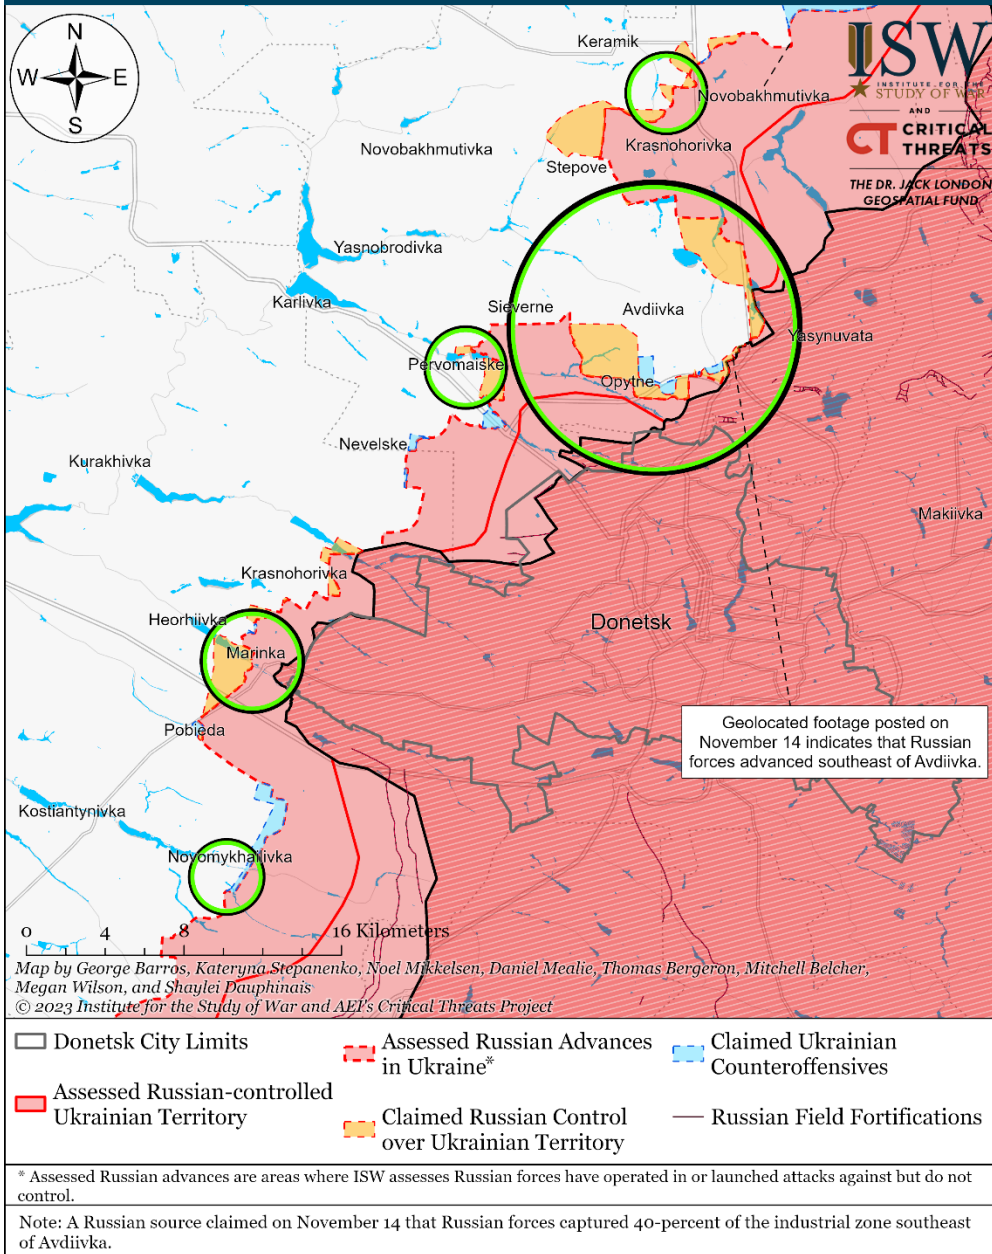 N
W
E
S
ISW
INSTITUTE FOR THE
STUDY OF WAR
AND
CT CRITICAL
THREATS
THE DR. JACK LONDON
GEOSPATIAL FUND
Keramik
Novobakhmutivka
Krasnohorivka
Novobakhmutivka
Stepove
Yasnobrodivka
Karlivka
Sieverne
Avdiivka
Yasynuvata
Pervomaiske
Opytne
Nevelske
Kurakhivka
Makiivka
Krasnohorivka
Heorhiivka
Donetsk
Marinka
Pobieda
Geolocated footage posted on
November 14 indicates that Russian
forces advanced southeast of Avdiivka.
Kostiantynivka
Novomykhailivka
0 4 8 16 Kilometers
Map by George Barros, Kateryna Stepanenko, Noel Mikkelsen, Daniel Mealie, Thomas Bergeron, Mitchell Belcher,
Megan Wilson, and Shaylei Dauphinais
© 2023 Institute for the Study of War and AEI's Critical Threats Project
Donetsk City Limits
Assessed Russian-controlled
Ukrainian Territory
Assessed Russian Advances
in Ukraine*
Claimed Russian Control
over Ukrainian Territory
Claimed Ukrainian
Counteroffensives
Russian Field Fortifications
* Assessed Russian advances are areas where ISW assesses Russian forces have operated in or launched attacks against but do not
control.
Note: A Russian source claimed on November 14 that Russian forces captured 40-percent of the industrial zone southeast
of Avdiivka.